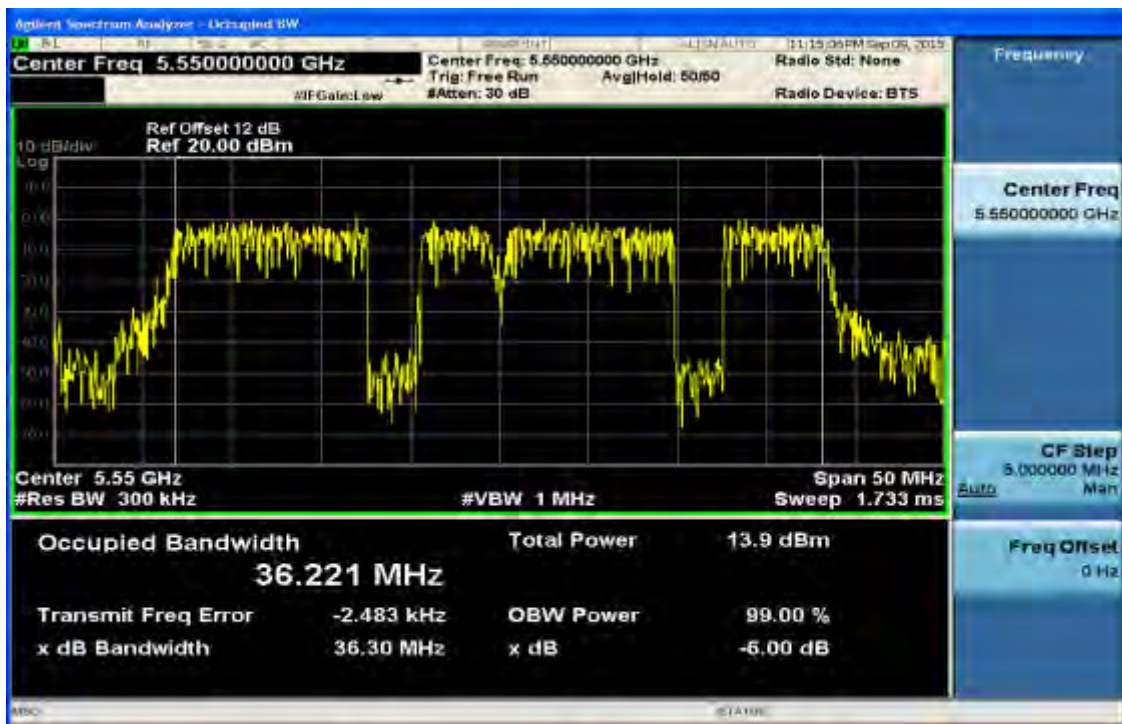 Agilent Spectrum Analyzer - Occupied BW
11:15:06 PM Sep 09, 2015
Center Freq 5.550000000 GHz
Center Freq: 5.550000000 GHz
Radio Std: None
Trig: Free Run
Avg|Hold: 50/50
#IFGain:Low
#Atten: 30 dB
Radio Device: BTS
Ref Offset 12 dB
10 dB/div
Ref 20.00 dBm
Log
Center 5.55 GHz
Span 50 MHz
#Res BW 300 kHz
#VBW 1 MHz
Sweep 1.733 ms
Occupied Bandwidth
36.221 MHz
Total Power
13.9 dBm
Transmit Freq Error
-2.483 kHz
OBW Power
99.00 %
x dB Bandwidth
36.30 MHz
x dB
-6.00 dB
MSG
STATUS
Frequency
Center Freq
5.550000000 GHz
CF Step
5.000000 MHz
Auto
Man
Freq Offset
0 Hz